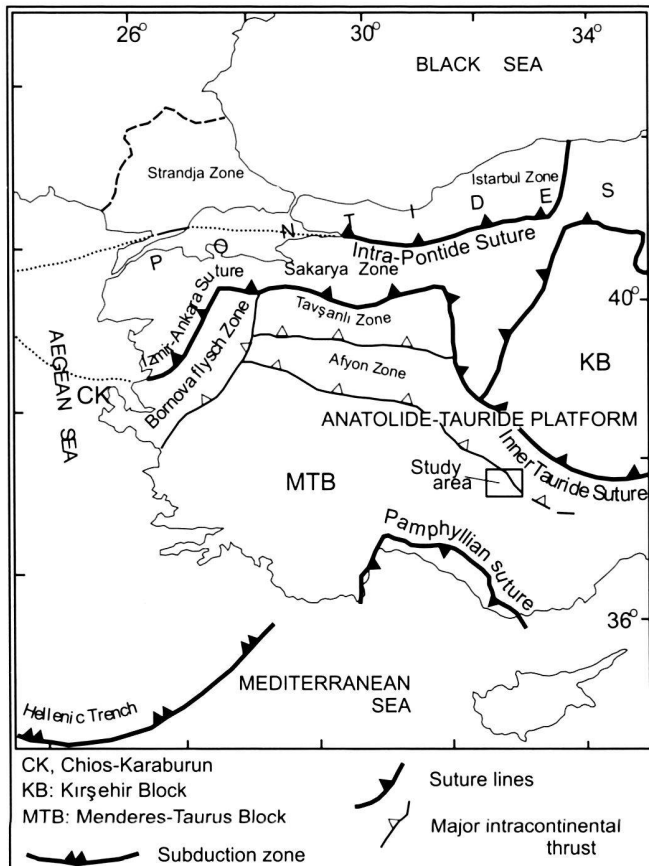 26° 30° 34°
BLACK SEA
Strandja Zone
Istarbul Zone
P O N T I D E S
Intra-Pontide Suture
Sakarya Zone
40°
Izmir-Ankara Suture
Tavşanlı Zone
Bornova flysch Zone
Afyon Zone
KB
AEGEAN SEA
CK
ANATOLIDE-TAURIDE PLATFORM
Inner Tauride Suture
MTB
Study
area
Pamphyllian suture
36°
MEDITERRANEAN
SEA
Hellenic Trench
CK, Chios-Karaburun
KB: Kırşehir Block
MTB: Menderes-Taurus Block
Subduction zone
Suture lines
Major intracontinental
thrust